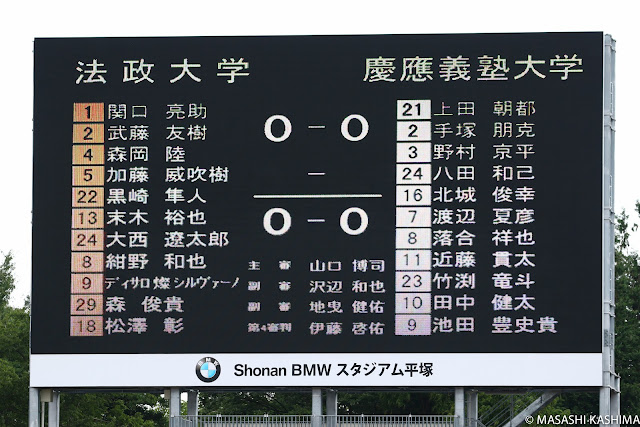 法政大学 慶應義塾大学
1 関口 亮助 0 － 0 21 上田 朝都
2 武藤 友樹 2 手塚 朋克
4 森岡 陸 3 野村 京平
5 加藤 威吹樹 － 24 八田 和己
22 黒崎 隼人 16 北城 俊幸
13 末木 裕也 0 － 0 7 渡辺 夏彦
24 大西 遼太郎 8 落合 祥也
8 紺野 和也 主 審 山口 博司 11 近藤 貫太
9 ディサロ 燦 シルヴァーノ 副 審 沢辺 和也 23 竹渕 竜斗
29 森 俊貴 副 審 地曳 健佑 10 田中 健太
18 松澤 彰 第4審判 伊藤 啓佑 9 池田 豊史貴
BMW Shonan BMW スタジアム平塚
© MASASHI-KASHIMA